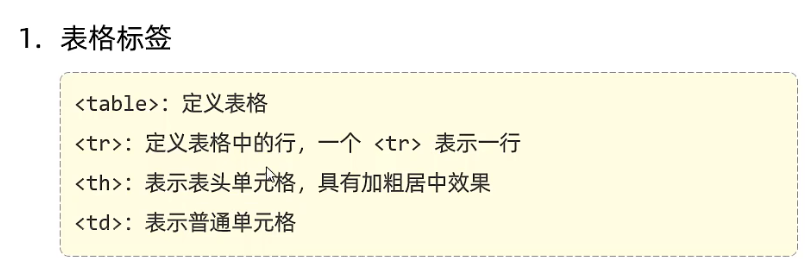 1. 表格标签
<table>：定义表格
<tr>：定义表格中的行，一个 <tr> 表示一行
<th>：表示表头单元格，具有加粗居中效果
<td>：表示普通单元格